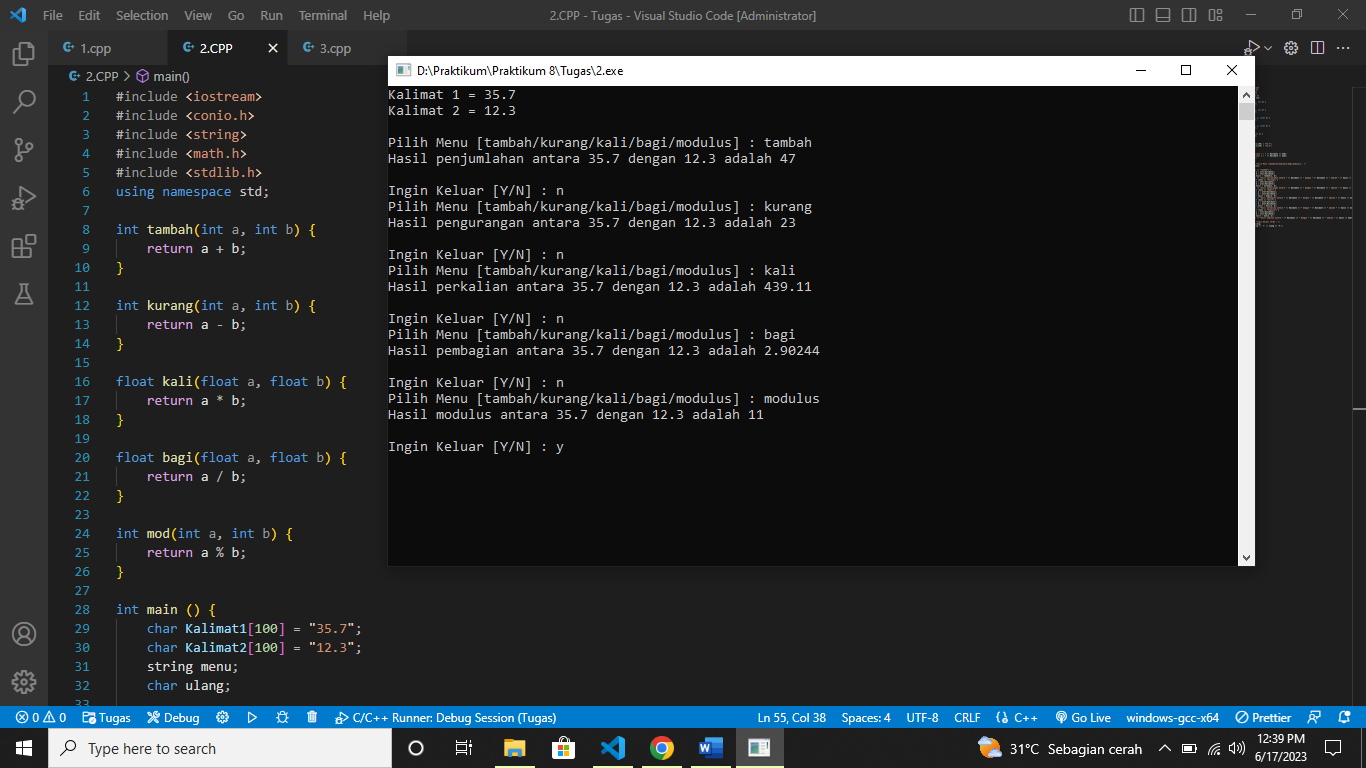 File Edit Selection View Go Run Terminal Help
2.CPP - Tugas - Visual Studio Code [Administrator]
1.cpp
2.CPP
3.cpp
2.CPP > main()
1 #include <iostream>
2 #include <conio.h>
3 #include <string>
4 #include <math.h>
5 #include <stdlib.h>
6 using namespace std;
7
8 int tambah(int a, int b) {
9 return a + b;
10 }
11
12 int kurang(int a, int b) {
13 return a - b;
14 }
15
16 float kali(float a, float b) {
17 return a * b;
18 }
19
20 float bagi(float a, float b) {
21 return a / b;
22 }
23
24 int mod(int a, int b) {
25 return a % b;
26 }
27
28 int main () {
29 char Kalimat1[100] = "35.7";
30 char Kalimat2[100] = "12.3";
31 string menu;
32 char ulang;
33
D:\Praktikum\Praktikum 8\Tugas\2.exe
Kalimat 1 = 35.7
Kalimat 2 = 12.3
Pilih Menu [tambah/kurang/kali/bagi/modulus] : tambah
Hasil penjumlahan antara 35.7 dengan 12.3 adalah 47
Ingin Keluar [Y/N] : n
Pilih Menu [tambah/kurang/kali/bagi/modulus] : kurang
Hasil pengurangan antara 35.7 dengan 12.3 adalah 23
Ingin Keluar [Y/N] : n
Pilih Menu [tambah/kurang/kali/bagi/modulus] : kali
Hasil perkalian antara 35.7 dengan 12.3 adalah 439.11
Ingin Keluar [Y/N] : n
Pilih Menu [tambah/kurang/kali/bagi/modulus] : bagi
Hasil pembagian antara 35.7 dengan 12.3 adalah 2.90244
Ingin Keluar [Y/N] : n
Pilih Menu [tambah/kurang/kali/bagi/modulus] : modulus
Hasil modulus antara 35.7 dengan 12.3 adalah 11
Ingin Keluar [Y/N] : y
0 0 Tugas Debug C/C++ Runner: Debug Session (Tugas)
Ln 55, Col 38 Spaces: 4 UTF-8 CRLF C++ Go Live windows-gcc-x64 Prettier
Type here to search
31°C Sebagian cerah
12:39 PM
6/17/2023